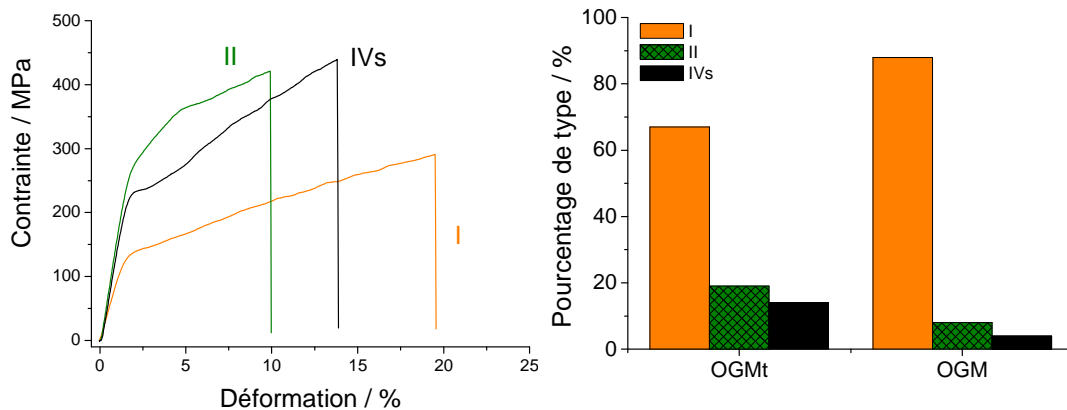 500
400
300
200
100
0
0
5
10
15
20
25
Contrainte / MPa
Déformation / %
II
IVs
I
100
80
60
40
20
0
Pourcentage de type / %
I
II
IVs
OGMt
OGM